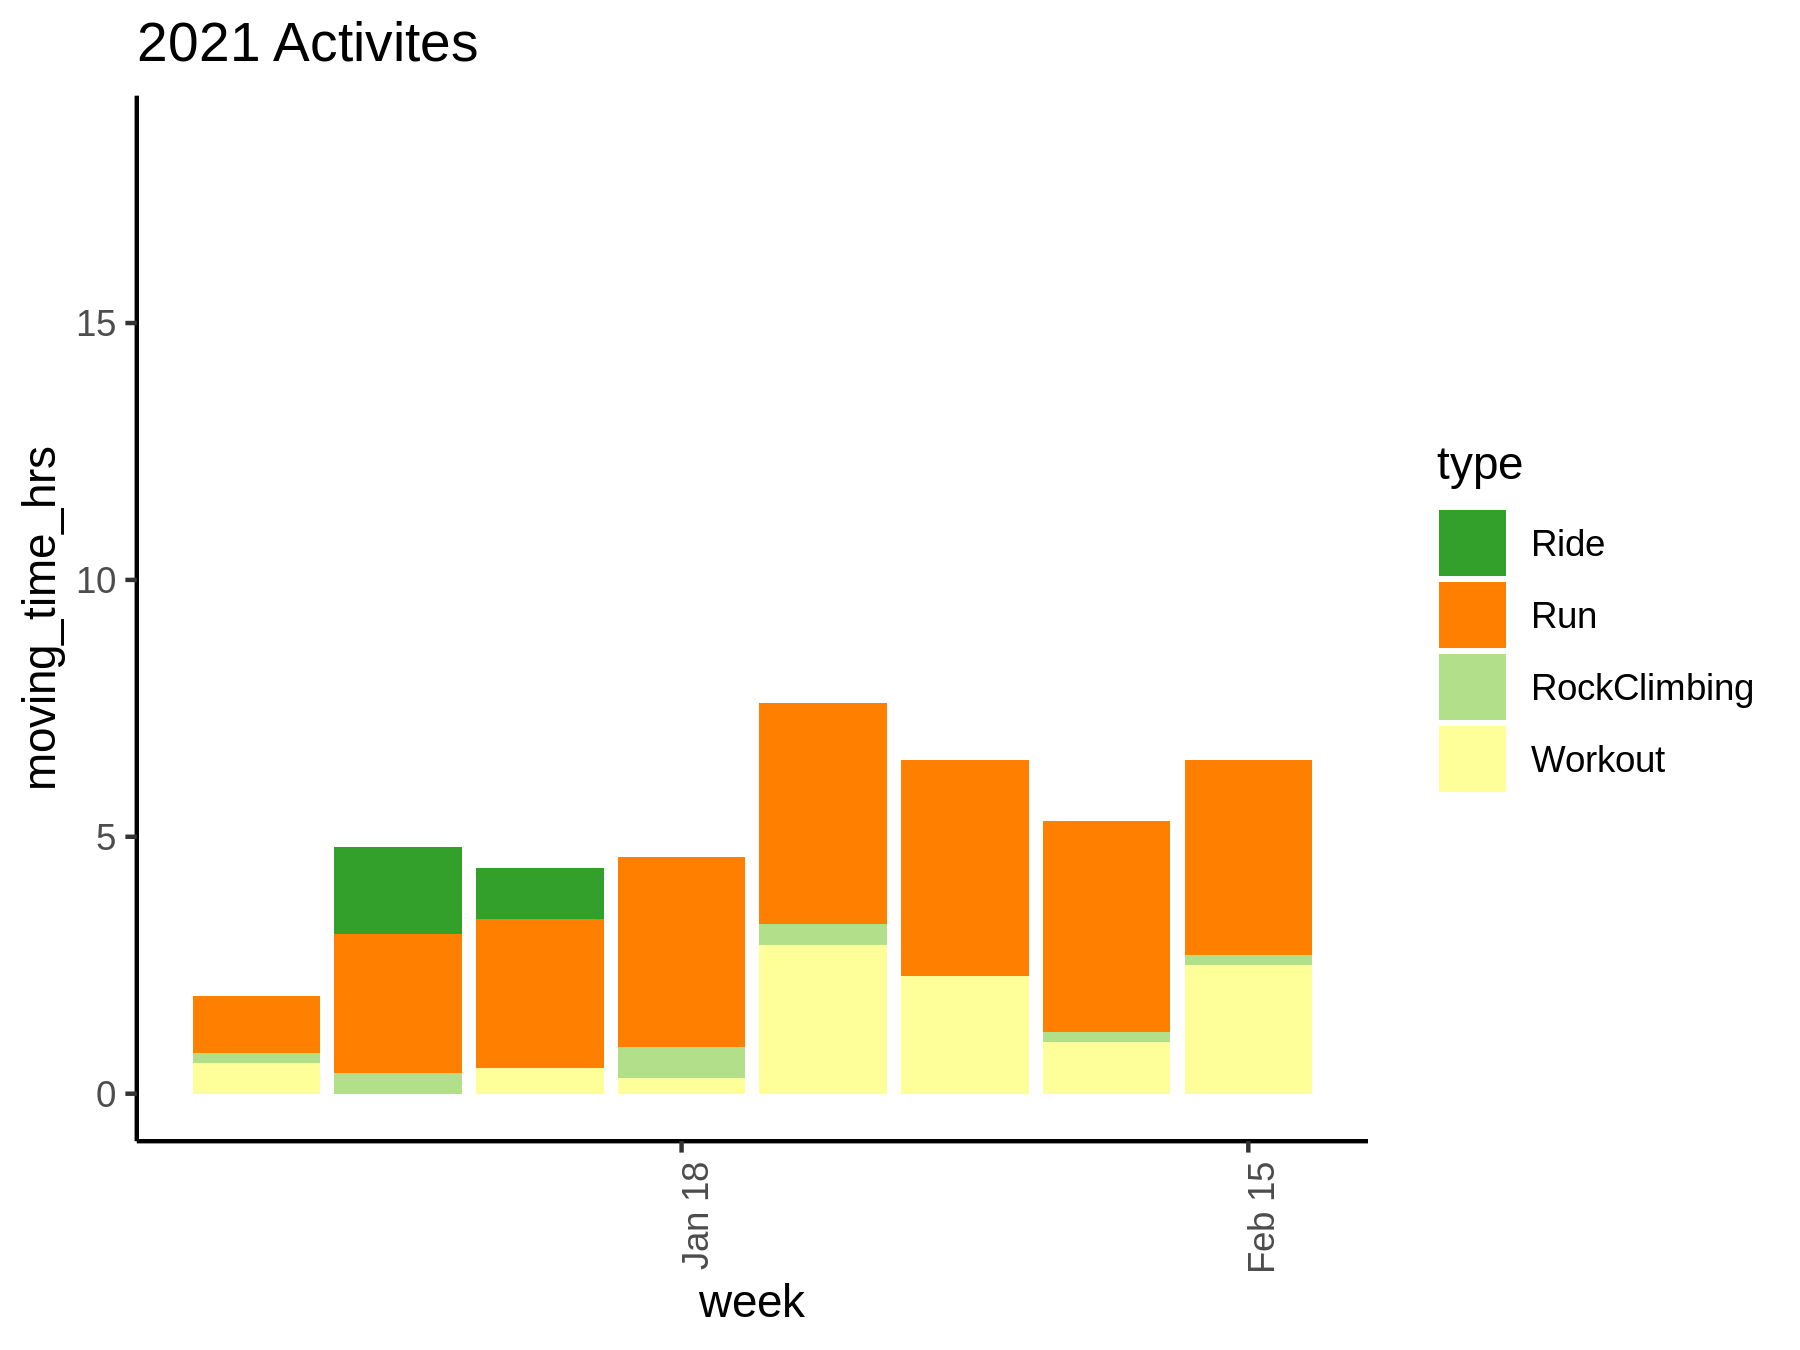 2021 Activites
moving_time_hrs
15
10
5
0
Jan 18
Feb 15
week
type
Ride
Run
RockClimbing
Workout